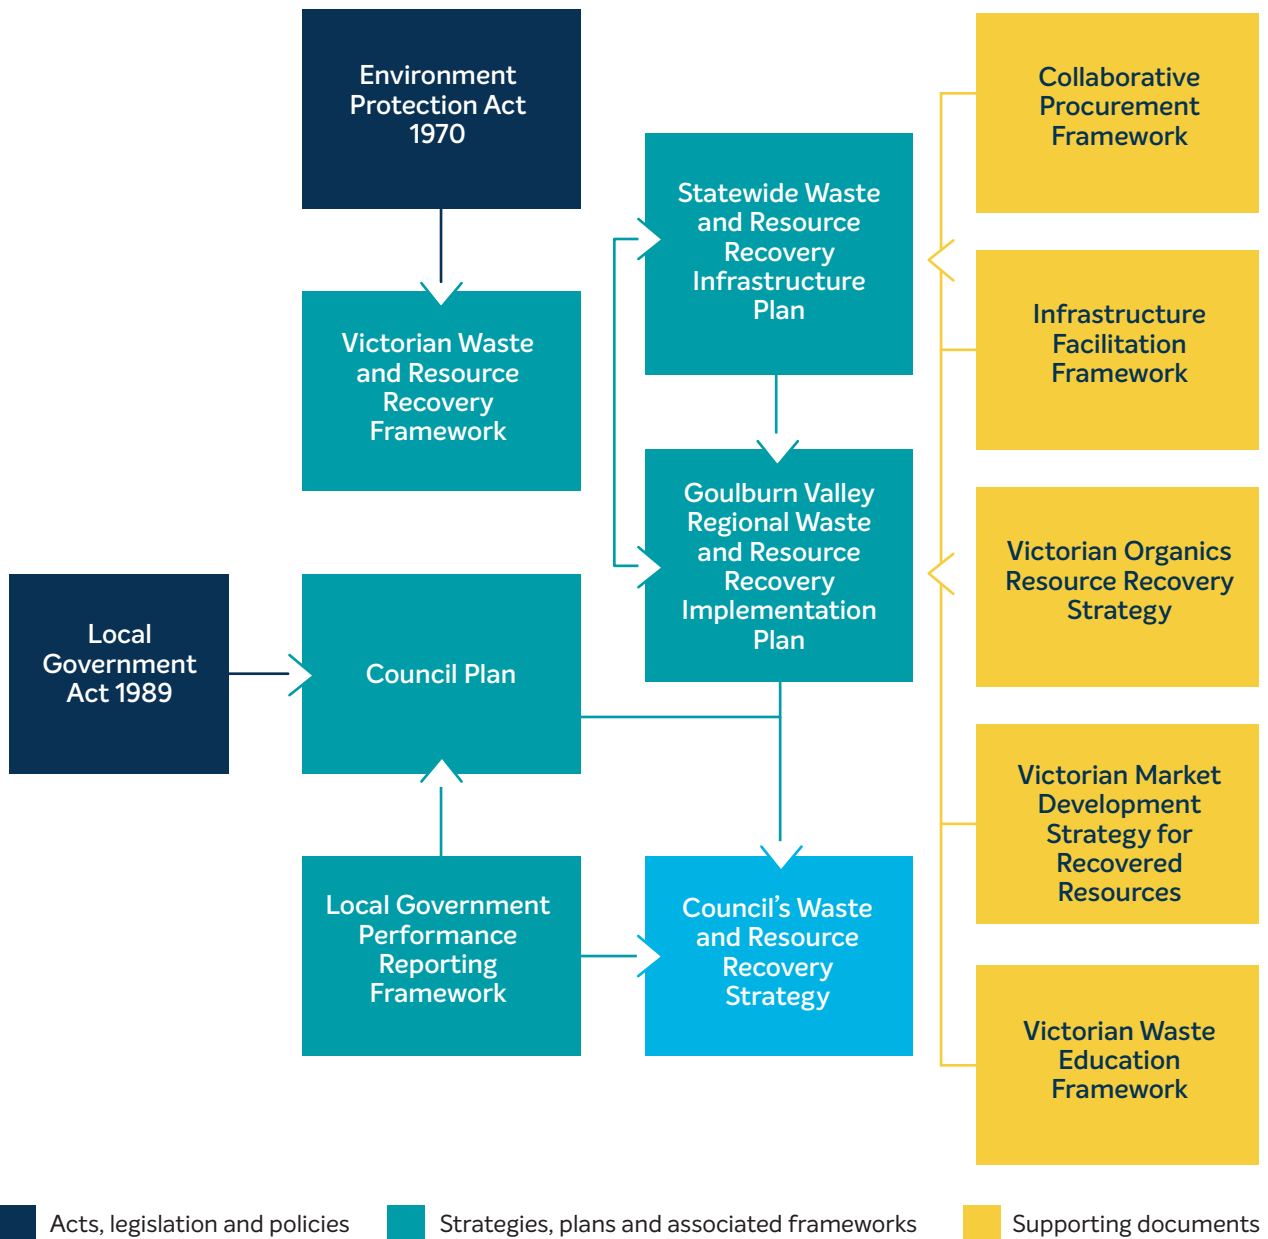 Environment
Protection Act
1970
Victorian Waste
and Resource
Recovery
Framework
Local
Government
Act 1989
Council Plan
Local Government
Performance
Reporting
Framework
Statewide Waste
and Resource
Recovery
Infrastructure
Plan
Goulburn Valley
Regional Waste
and Resource
Recovery
Implementation
Plan
Council’s Waste
and Resource
Recovery
Strategy
Collaborative
Procurement
Framework
Infrastructure
Facilitation
Framework
Victorian Organics
Resource Recovery
Strategy
Victorian Market
Development
Strategy for
Recovered
Resources
Victorian Waste
Education
Framework
Acts, legislation and policies
Strategies, plans and associated frameworks
Supporting documents